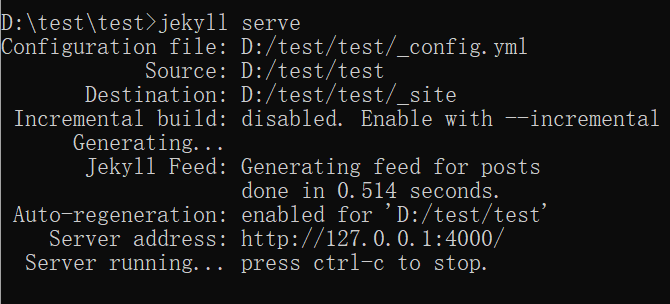 D:\test\test>jekyll serve
Configuration file: D:/test/test/_config.yml
Source: D:/test/test
Destination: D:/test/test/_site
Incremental build: disabled. Enable with --incremental
Generating...
Jekyll Feed: Generating feed for posts
done in 0.514 seconds.
Auto-regeneration: enabled for 'D:/test/test'
Server address: http://127.0.0.1:4000/
Server running... press ctrl-c to stop.